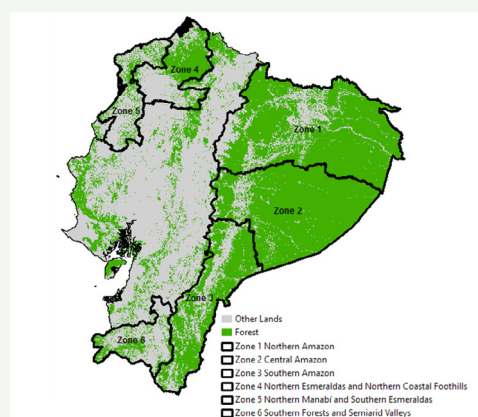 Zone 4
Zone 5
Zone 1
Zone 2
Zone 3
Zone 6
Other Lands
Forest
Zone 1 Northern Amazon
Zone 2 Central Amazon
Zone 3 Southern Amazon
Zone 4 Northern Esmeraldas and Northern Coastal Foothills
Zone 5 Northern Manabí and Southern Esmeraldas
Zone 6 Southern Forests and Semiarid Valleys